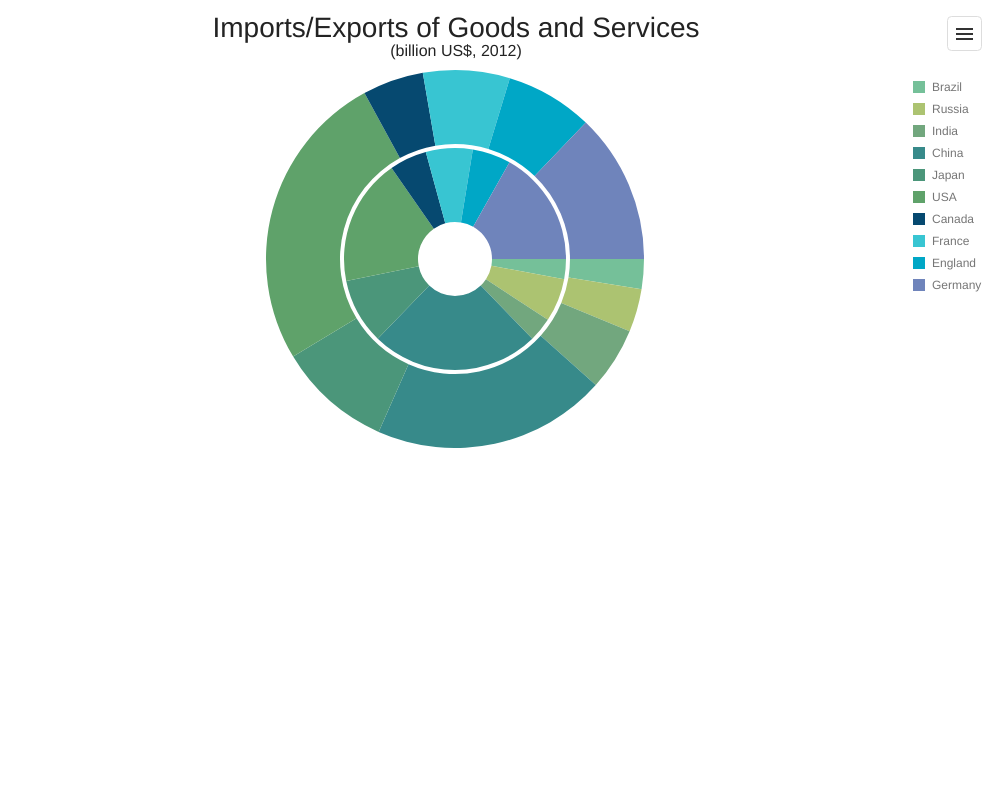 Imports/Exports of Goods and Services
(billion US$, 2012)
Brazil
Russia
India
China
Japan
USA
Canada
France
England
Germany